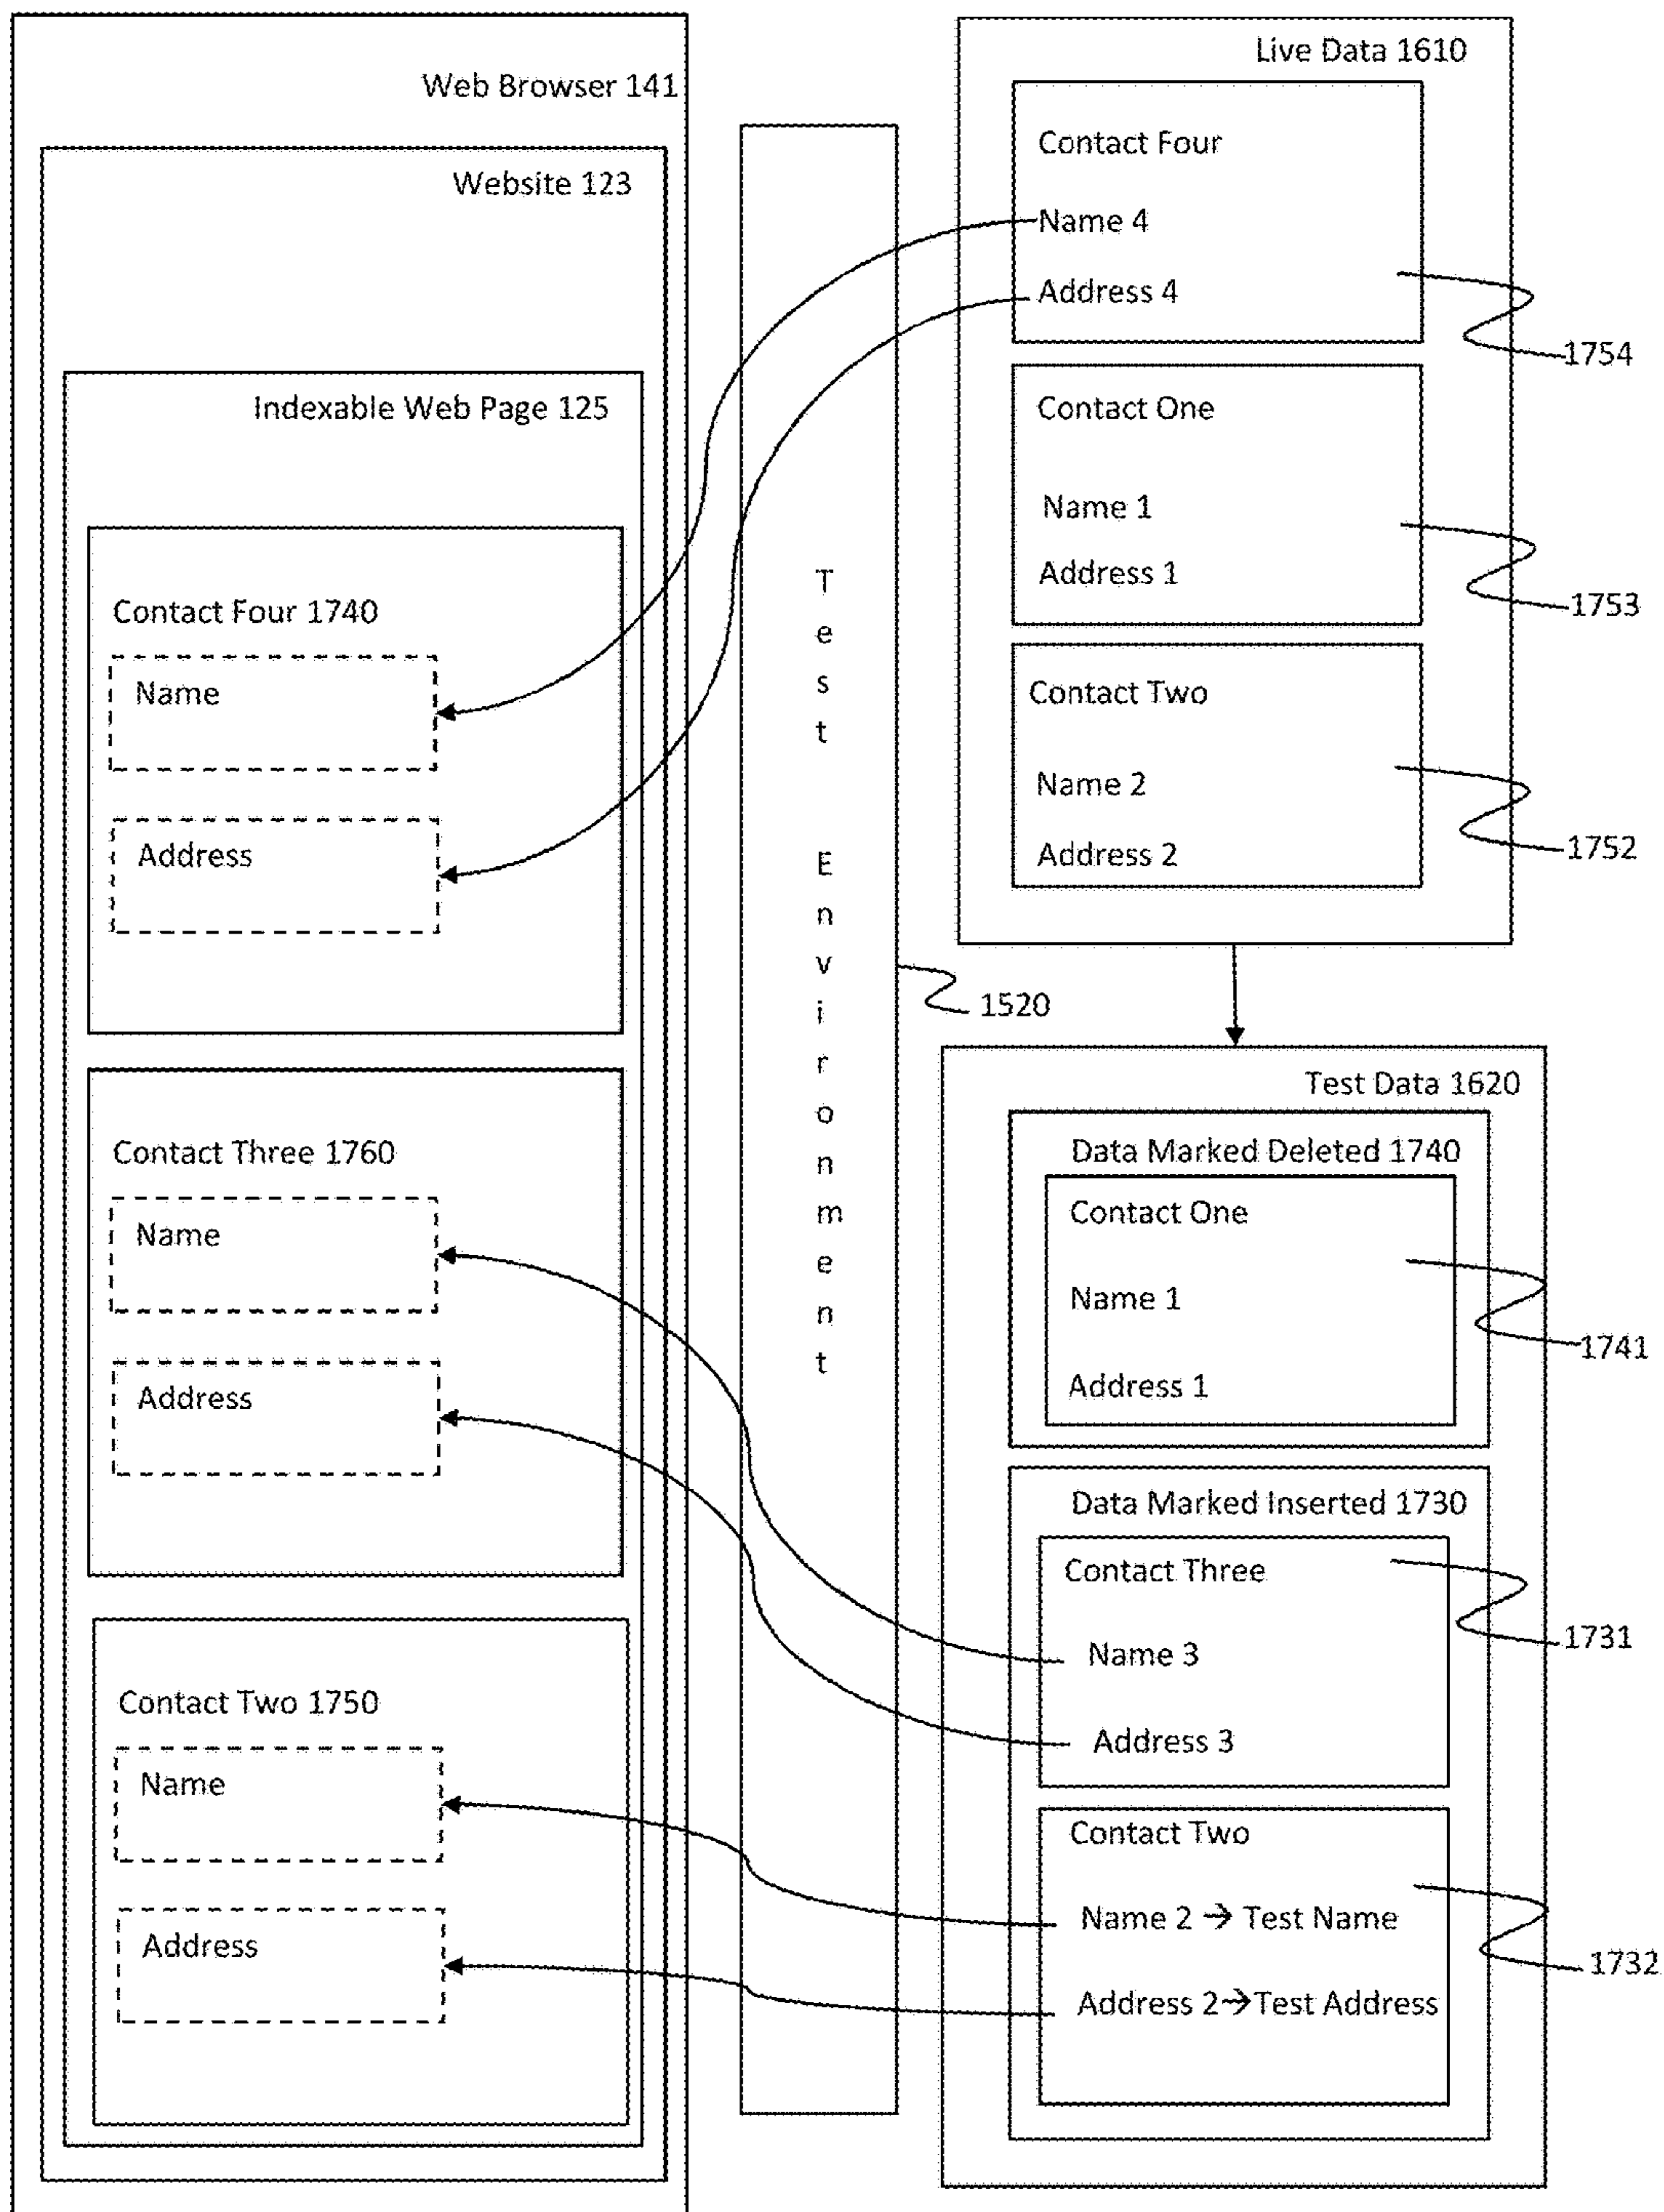 Web Browser 141
Website 123
Indexable Web Page 125
Contact Four 1740
Name
Address
Contact Three 1760
Name
Address
Contact Two 1750
Name
Address
Test Environment
1520
Live Data 1610
Contact Four
Name 4
Address 4
1754
Contact One
Name 1
Address 1
1753
Contact Two
Name 2
Address 2
1752
Test Data 1620
Data Marked Deleted 1740
Contact One
Name 1
Address 1
1741
Data Marked Inserted 1730
Contact Three
Name 3
Address 3
1731
Contact Two
Name 2 → Test Name
Address 2→Test Address
1732